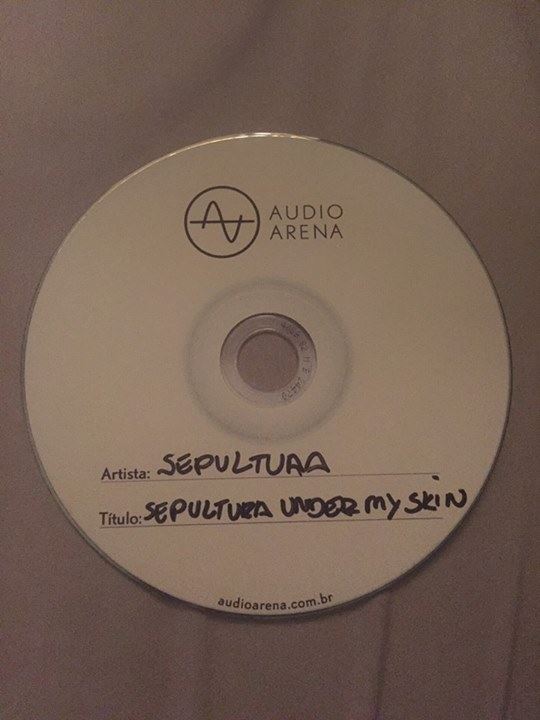 AUDIO
ARENA
Artista: SEPULTURA
Título: SEPULTURA UNDER MY SKIN
audioarena.com.br